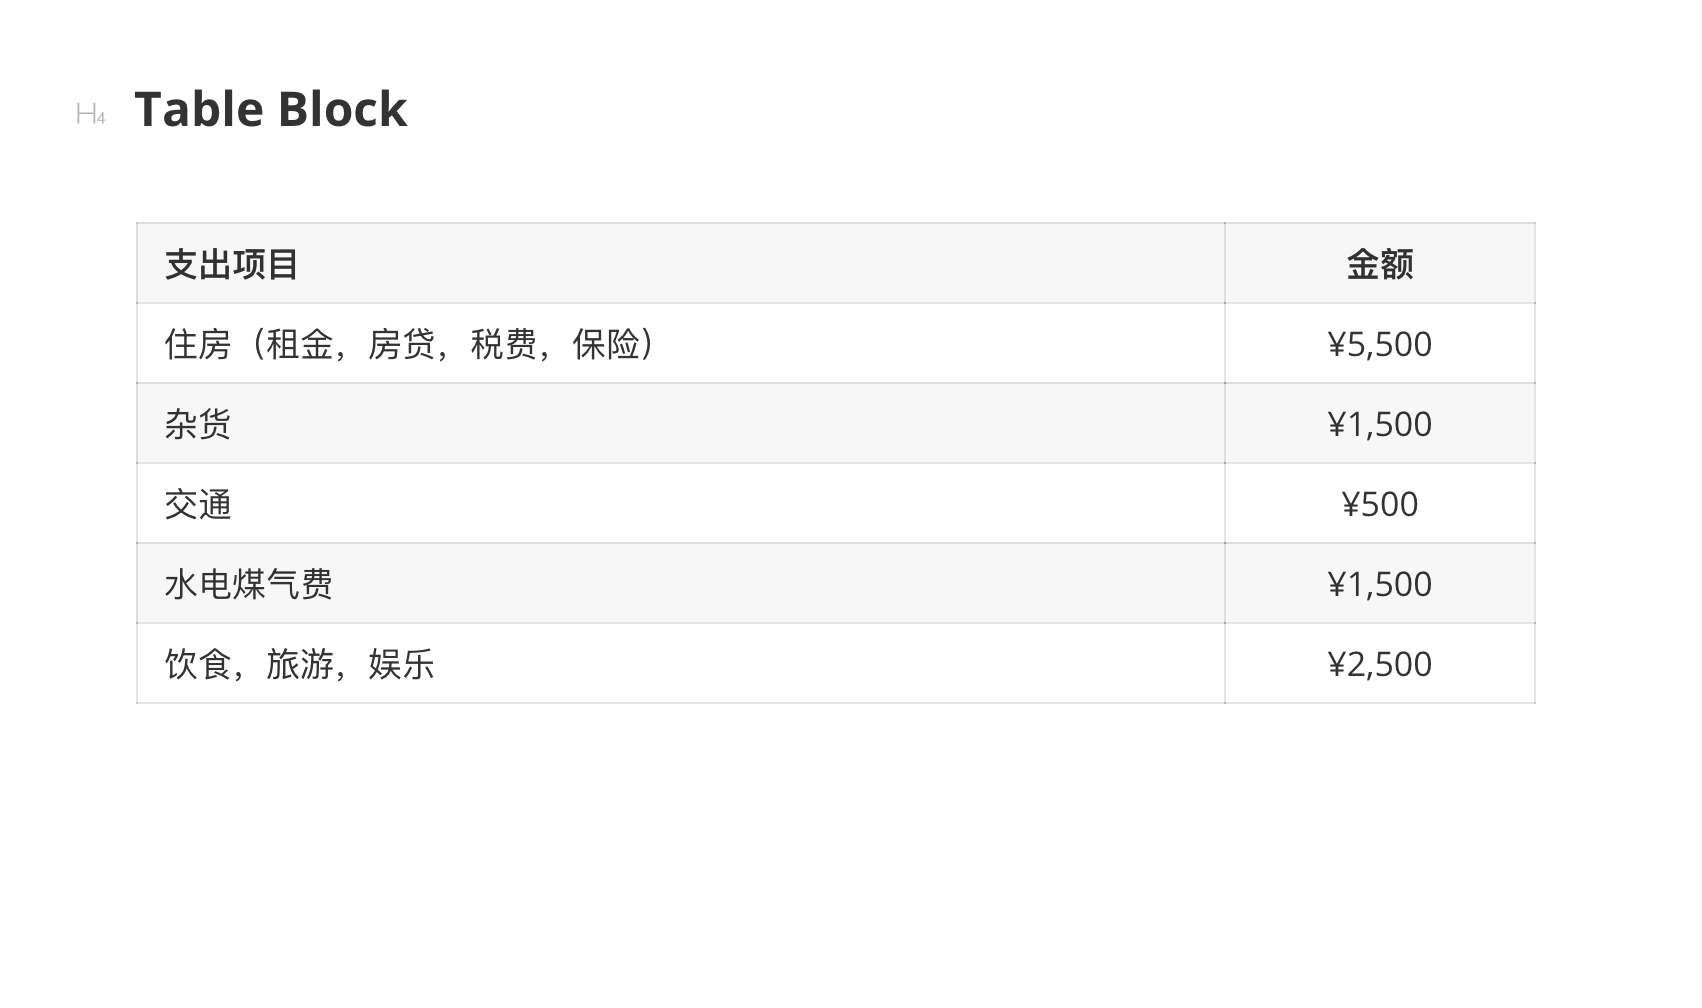 H4 Table Block
支出项目 金额
住房（租金，房贷，税费，保险） ¥5,500
杂货 ¥1,500
交通 ¥500
水电煤气费 ¥1,500
饮食，旅游，娱乐 ¥2,500